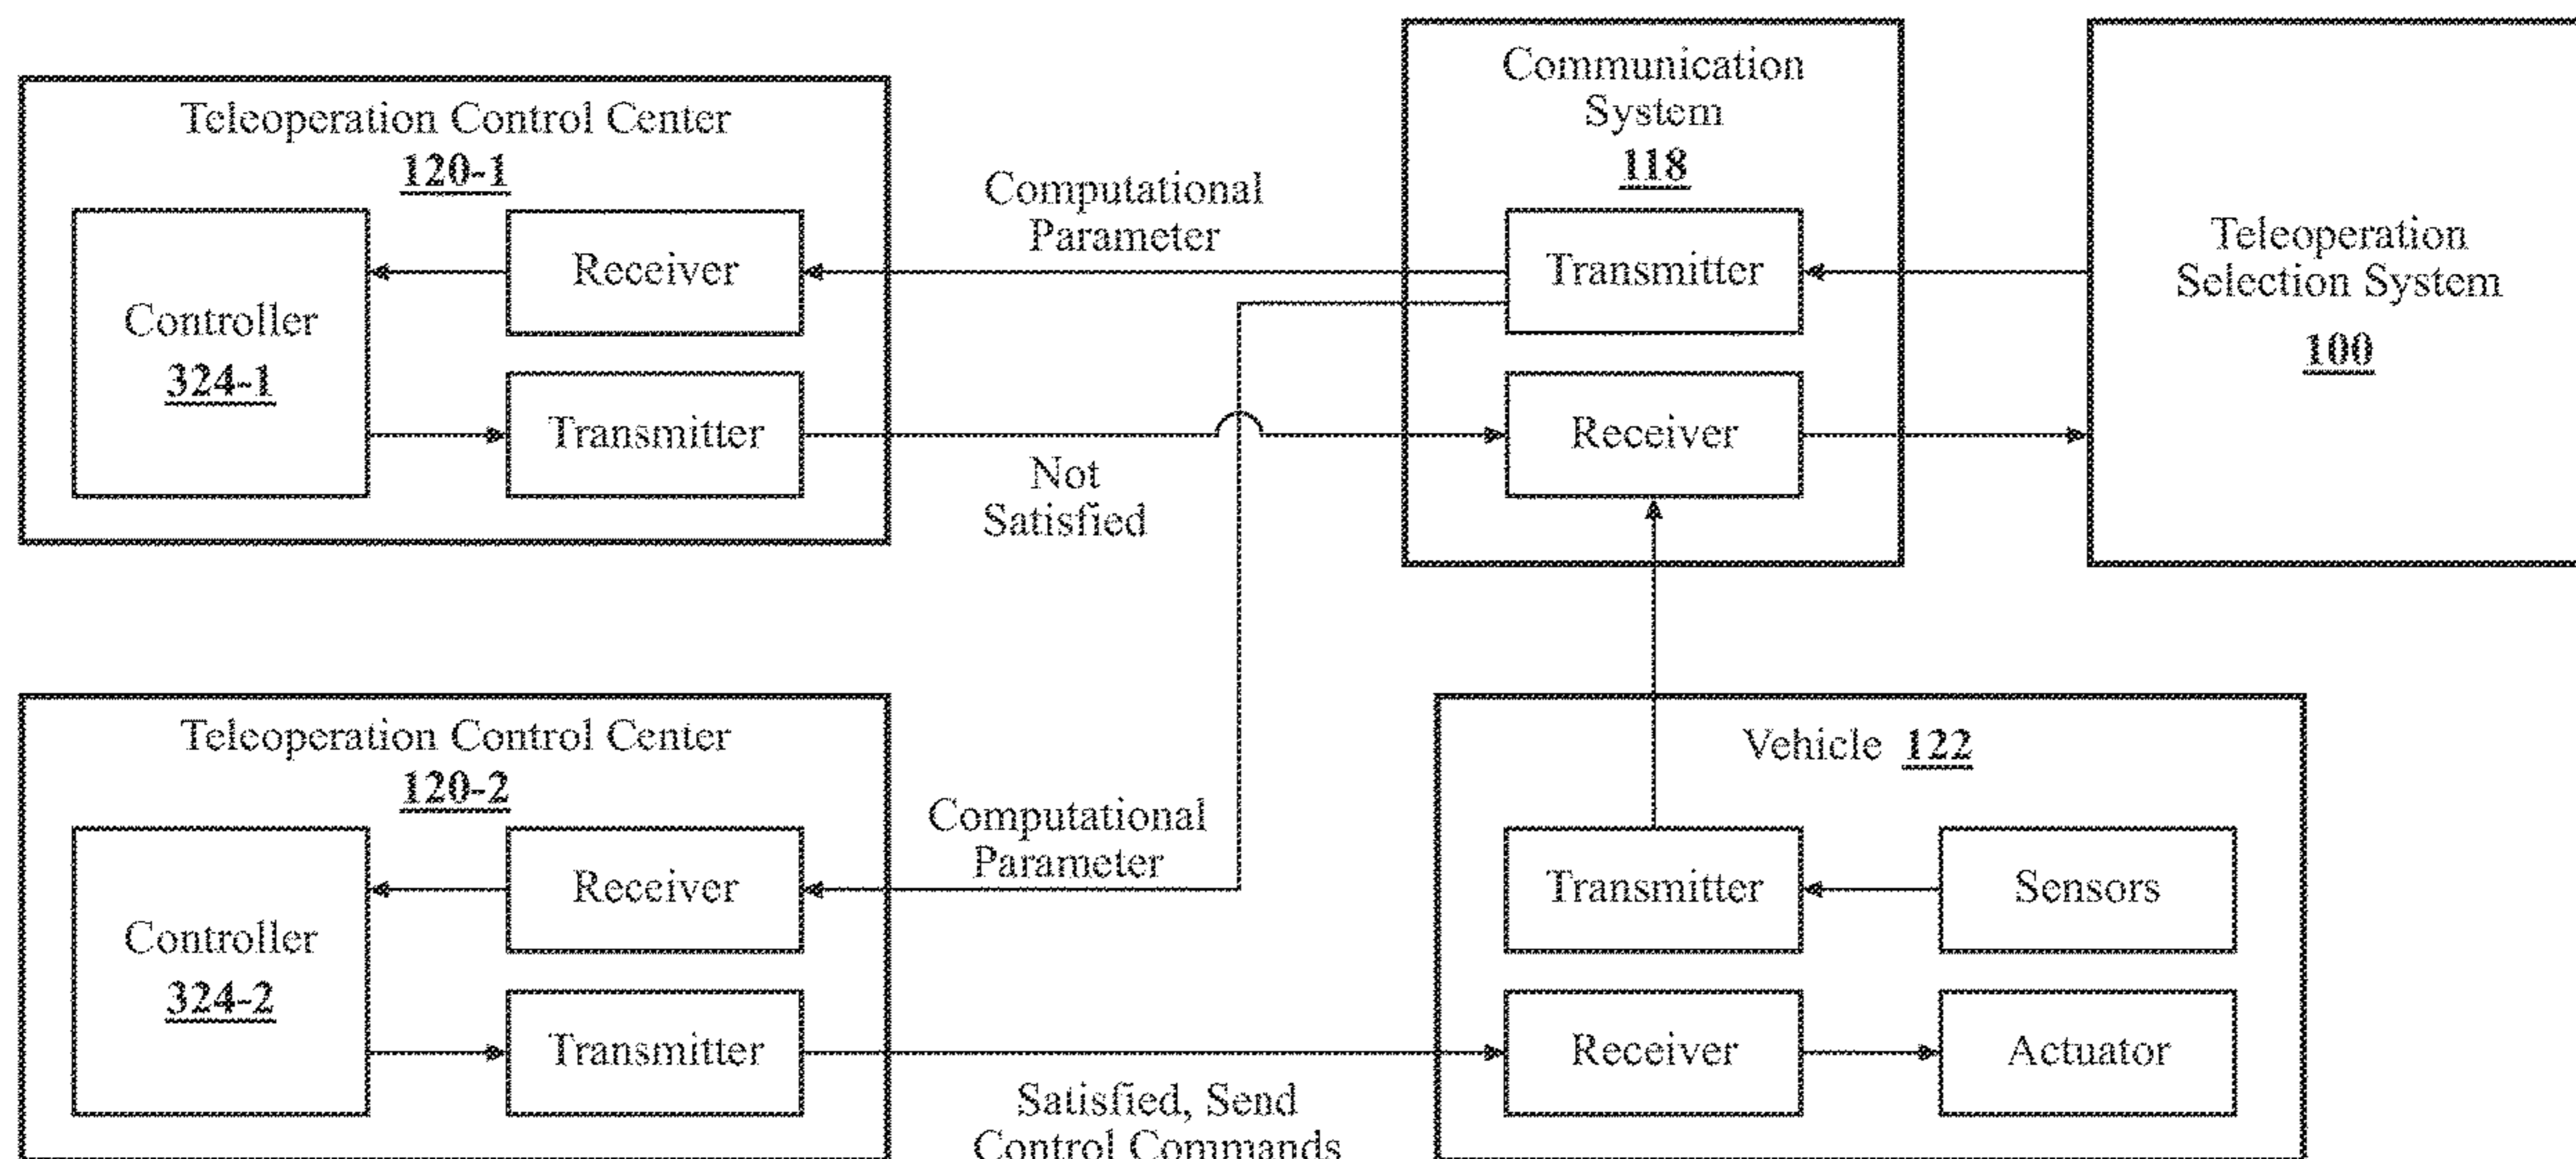 Teleoperation Control Center
120-1
Controller
324-1
Receiver
Transmitter
Computational
Parameter
Not
Satisfied
Communication
System
118
Transmitter
Receiver
Teleoperation
Selection System
100
Teleoperation Control Center
120-2
Controller
324-2
Receiver
Transmitter
Computational
Parameter
Satisfied, Send
Control Commands
Vehicle 122
Transmitter
Sensors
Receiver
Actuator